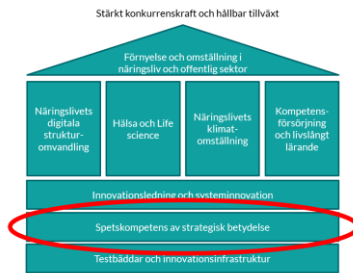 Stärkt konkurrenskraft och hållbar tillväxt
Förnyelse och omställning i
näringsliv och offentlig sektor
Näringslivets
digitala
struktur-
omvandling
Hälsa och Life
science
Näringslivets
klimat-
omställning
Kompetens-
försörjning
och livslångt
lärande
Innovationsledning och systeminnovation
Spetskompetens av strategisk betydelse
Testbäddar och innovationsinfrastruktur